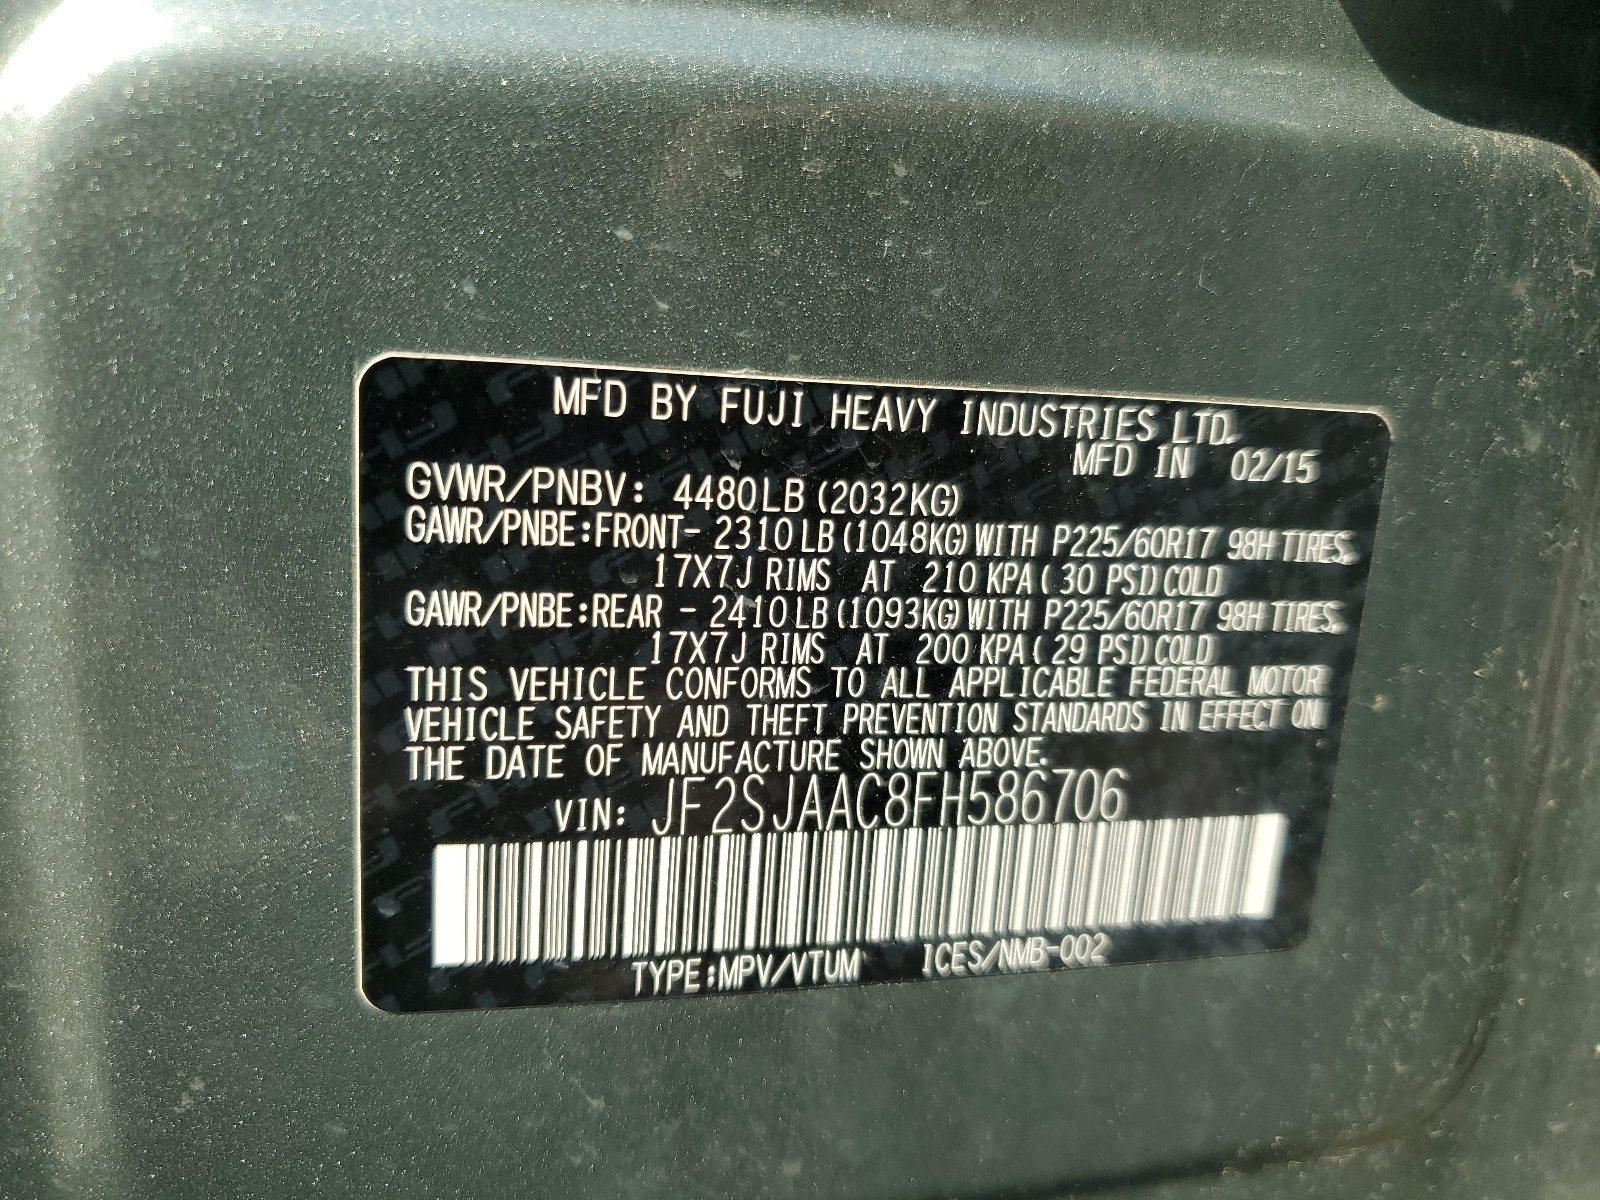 MFD BY FUJI HEAVY INDUSTRIES LTD.
MFD IN 02/15
GVWR/PNBV: 4480LB (2032KG)
GAWR/PNBE:FRONT- 2310LB(1048KG)WITH P225/60R17 98H TIRES,
17X7J RIMS AT 210 KPA( 30 PSI)COLD
GAWR/PNBE:REAR - 2410LB(1093KG)WITH P225/60R17 98H TIRES,
17X7J RIMS AT 200 KPA( 29 PSI)COLD
THIS VEHICLE CONFORMS TO ALL APPLICABLE FEDERAL MOTOR
VEHICLE SAFETY AND THEFT PREVENTION STANDARDS IN EFFECT ON
THE DATE OF MANUFACTURE SHOWN ABOVE.
VIN: JF2SJAAC8FH586706
TYPE:MPV/VTUM ICES/NMB-002